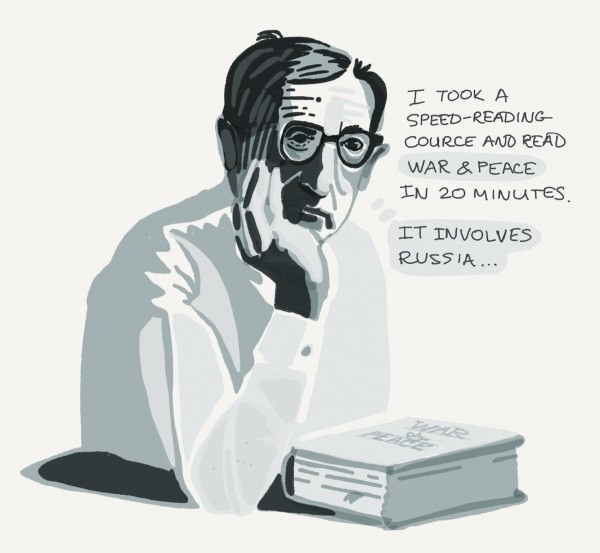 I TOOK A
SPEED-READING
COURCE AND READ
WAR & PEACE
IN 20 MINUTES.
IT INVOLVES
RUSSIA...
WAR
&
PEACE